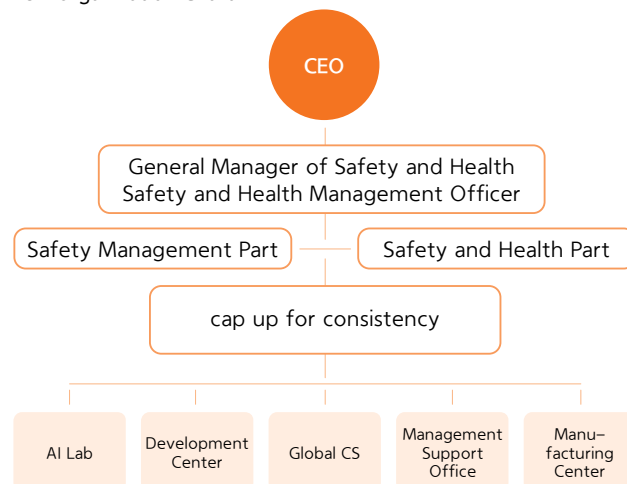 CEO
General Manager of Safety and Health
Safety and Health Management Officer
Safety Management Part
Safety and Health Part
cap up for consistency
AI Lab
Development
Center
Global CS
Management
Support
Office
Manu–
facturing
Center